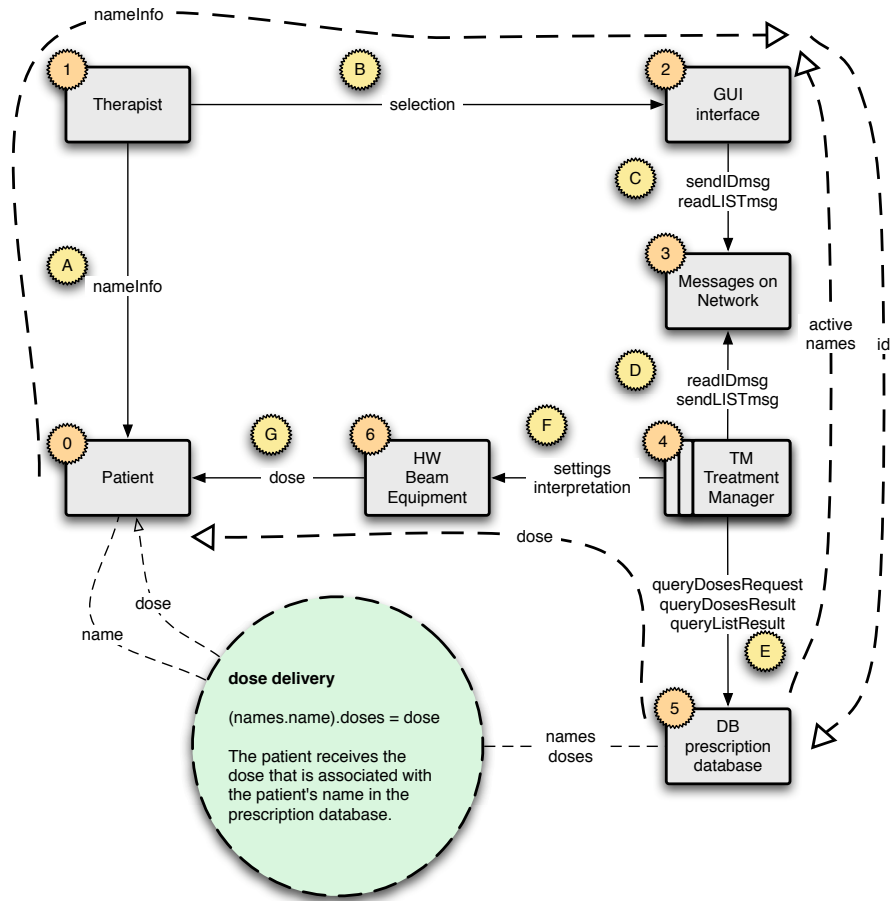 nameInfo
1
Therapist
B
selection
2
GUI
interface
C
sendIDmsg
readLISTmsg
A
nameInfo
3
Messages on
Network
active
names
id
D
readIDmsg
sendLISTmsg
0
Patient
G
dose
6
HW
Beam
Equipment
F
settings
interpretation
4
TM
Treatment
Manager
dose
queryDosesRequest
queryDosesResult
queryListResult
E
dose
name
dose delivery
(names.name).doses = dose
The patient receives the
dose that is associated with
the patient's name in the
prescription database.
names
doses
5
DB
prescription
database